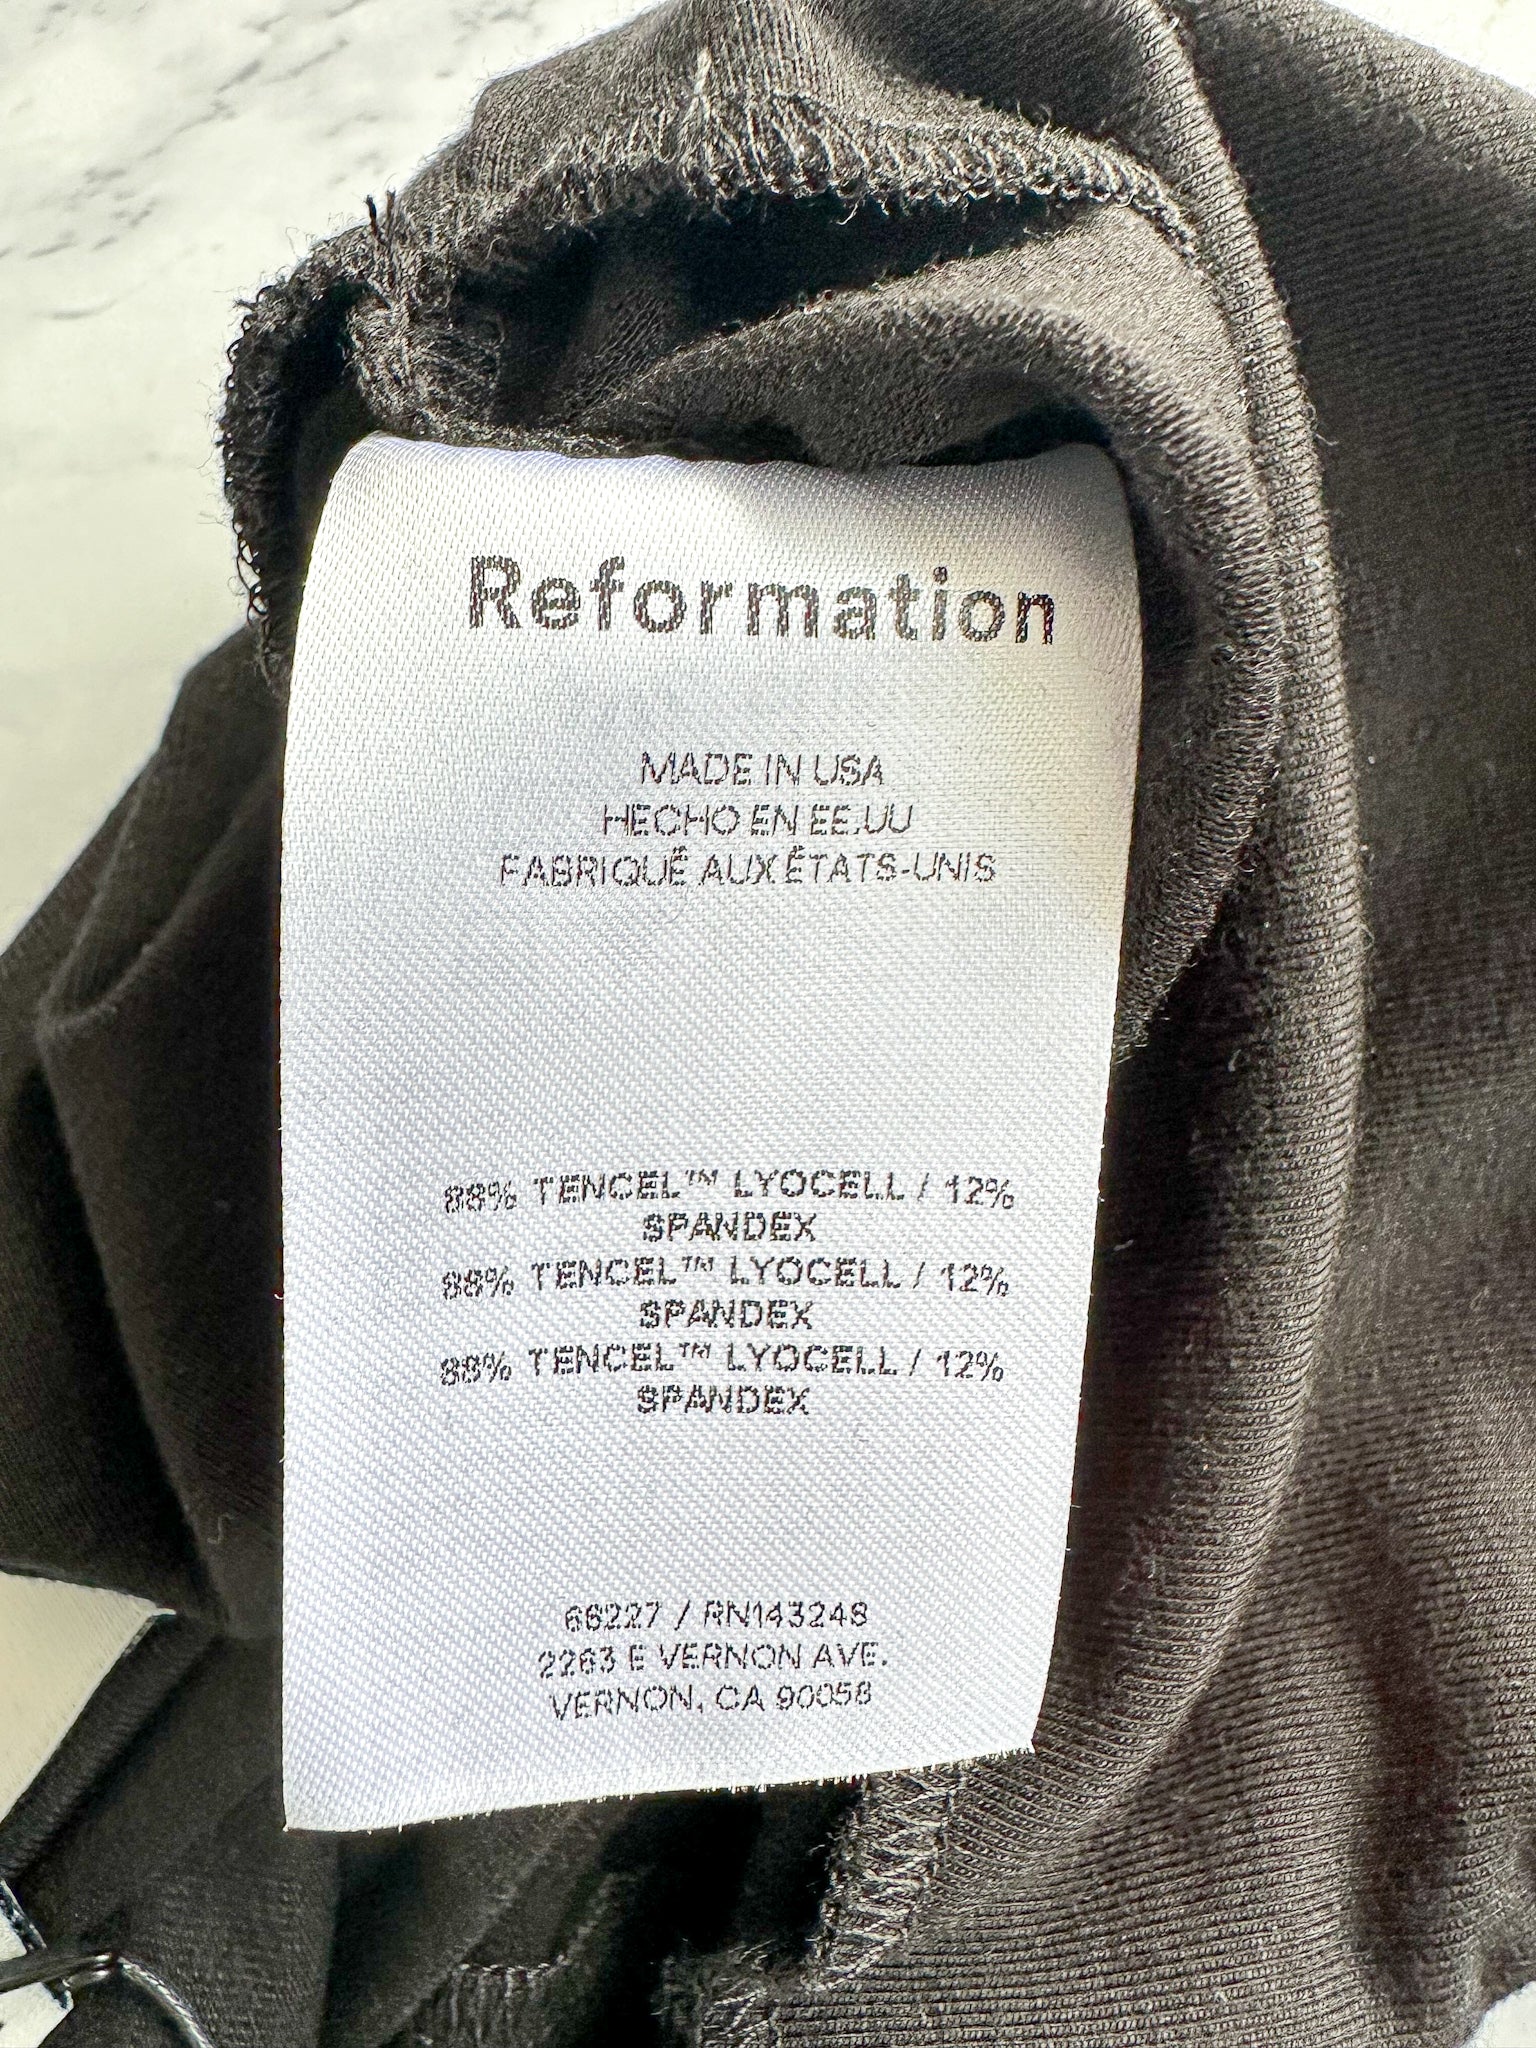 Reformation
MADE IN USA
HECHO EN EE.UU
FABRIQUÉ AUX ÉTATS-UNIS
88% TENCEL™ LYOCELL / 12%
SPANDEX
88% TENCEL™ LYOCELL / 12%
SPANDEX
88% TENCEL™ LYOCELL / 12%
SPANDEX
66227 / RN143248
2263 E VERNON AVE.
VERNON, CA 90058